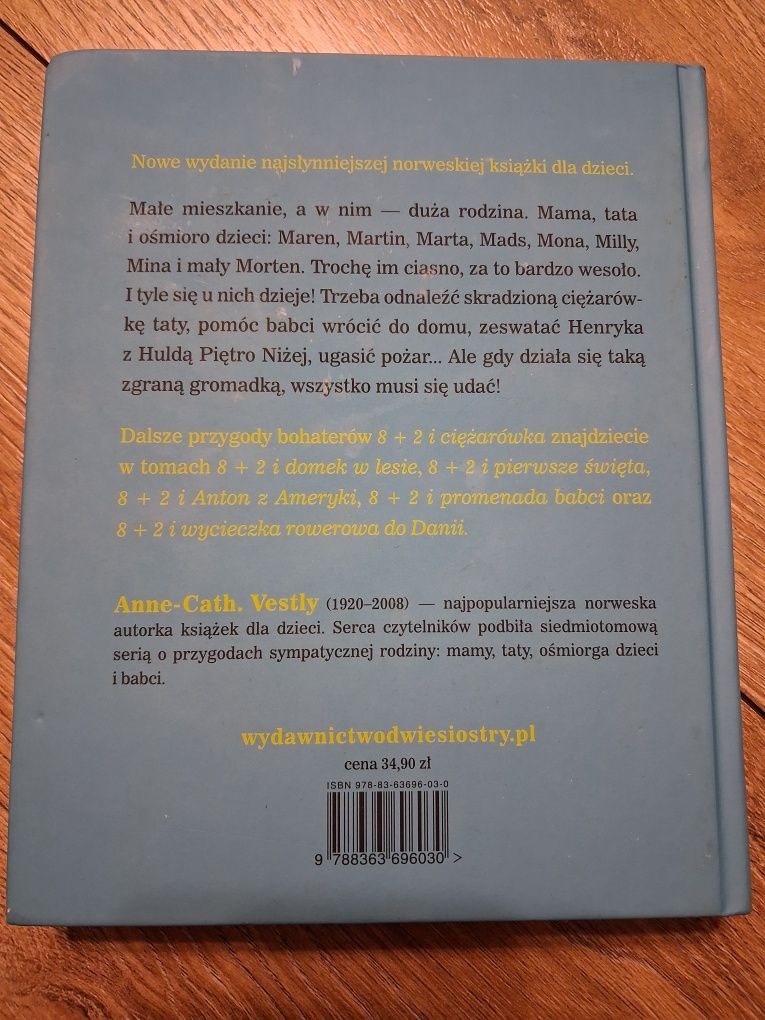 Nowe wydanie najsłynniejszej norweskiej książki dla dzieci.
Małe mieszkanie, a w nim — duża rodzina. Mama, tata
i ośmioro dzieci: Maren, Martin, Marta, Mads, Mona, Milly,
Mina i mały Morten. Trochę im ciasno, za to bardzo wesoło.
I tyle się u nich dzieje! Trzeba odnaleźć skradzioną ciężarów-
kę taty, pomóc babci wrócić do domu, zeswatać Henryka
z Huldą Piętro Niżej, ugasić pożar... Ale gdy działa się taką
zgraną gromadką, wszystko musi się udać!
Dalsze przygody bohaterów 8 + 2 i ciężarówka znajdziecie
w tomach 8 + 2 i domek w lesie, 8 + 2 i pierwsze święta,
8 + 2 i Anton z Ameryki, 8 + 2 i promenada babci oraz
8 + 2 i wycieczka rowerowa do Danii.
Anne-Cath. Vestly (1920–2008) — najpopularniejsza norweska
autorka książek dla dzieci. Serca czytelników podbiła siedmiotomową
serią o przygodach sympatycznej rodziny: mamy, taty, ośmiorga dzieci
i babci.
wydawnictwodwiesiostry.pl
cena 34,90 zł
ISBN 978-83-63696-03-0
9 788363 696030 >